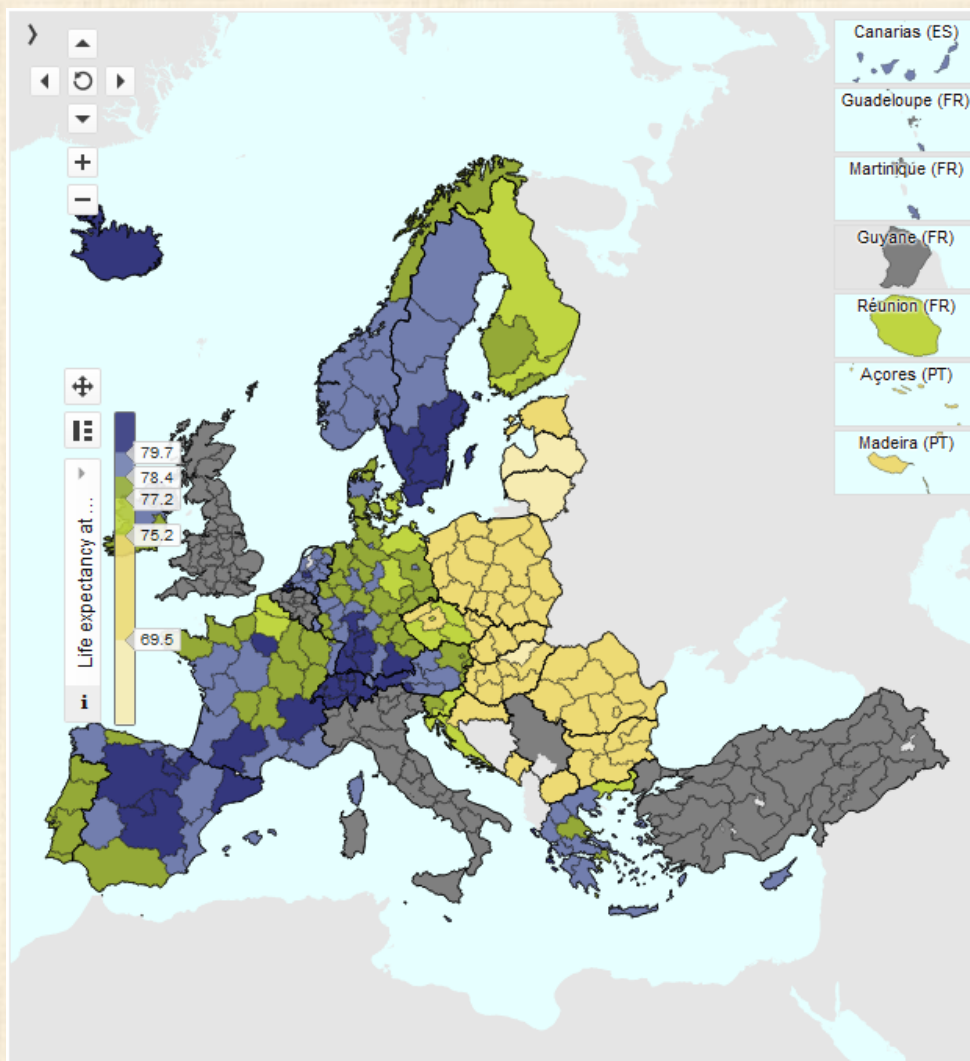 Canarias (ES)
Guadeloupe (FR)
Martinique (FR)
Guyane (FR)
Réunion (FR)
Açores (PT)
Madeira (PT)
79.7
78.4
77.2
75.2
69.5
Life expectancy at ...
i